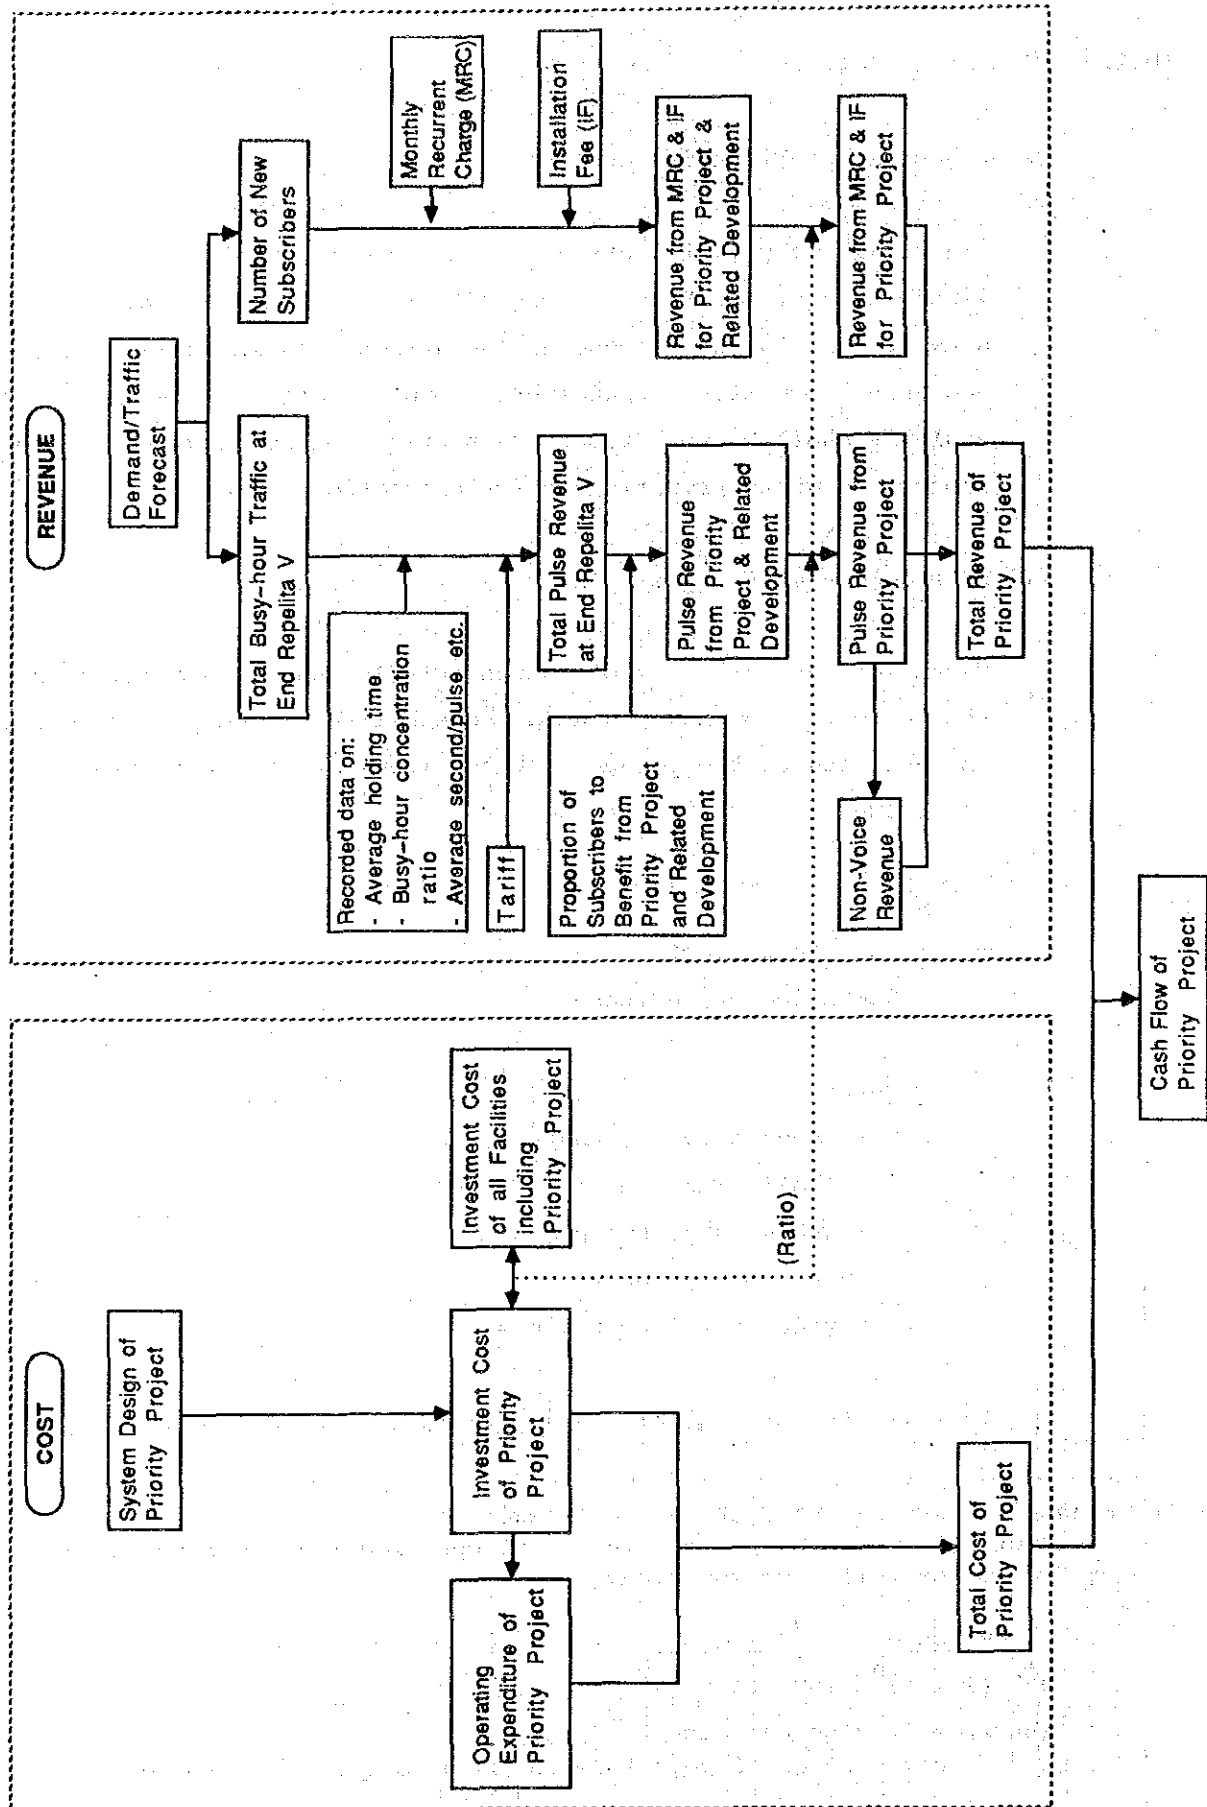 COST
System Design of
Priority Project
Operating
Expenditure of
Priority Project
Investment Cost
of Priority
Project
Investment Cost
of all Facilities
including
Priority Project
(Ratio)
Total Cost of
Priority Project
REVENUE
Demand/Traffic
Forecast
Total Busy-hour Traffic at
End Repelita V
Number of New
Subscribers
Recorded data on:
- Average holding time
- Busy-hour concentration
ratio
- Average second/pulse etc.
Monthly
Recurrent
Charge (MRC)
Tariff
Installation
Fee (IF)
Total Pulse Revenue
at End Repelita V
Proportion of
Subscribers to
Benefit from
Priority Project
and Related
Development
Pulse Revenue
from Priority
Project & Related
Development
Revenue from MRC & IF
for Priority Project &
Related Development
Non-Voice
Revenue
Pulse Revenue from
Priority Project
Revenue from MRC & IF
for Priority Project
Total Revenue of
Priority Project
Cash Flow of
Priority Project